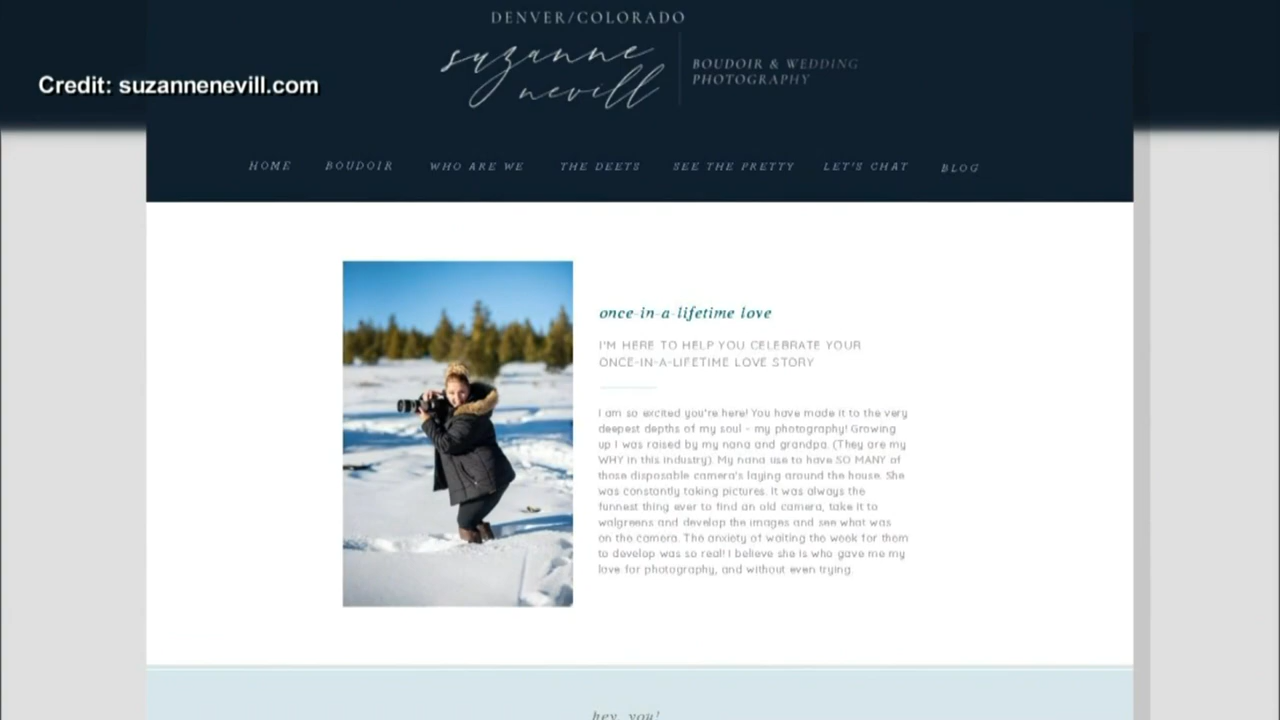 DENVER/COLORADO
suzanne
nevill
BOUDOIR & WEDDING
PHOTOGRAPHY
Credit: suzannenevill.com
HOME BOUDOIR WHO ARE WE THE DEETS SEE THE PRETTY LET'S CHAT BLOG
once-in-a-lifetime love
I'M HERE TO HELP YOU CELEBRATE YOUR
ONCE-IN-A-LIFETIME LOVE STORY
I am so excited you're here! You have made it to the very
deepest depths of my soul - my photography! Growing
up I was raised by my nana and grandpa. (They are my
WHY in this industry). My nana use to have SO MANY of
those disposable camera's laying around the house. She
was constantly taking pictures. It was always the
funnest thing ever to find an old camera, take it to
walgreens and develop the images and see what was
on the camera. The anxiety of waiting the week for them
to develop was so real! I believe she is who gave me my
love for photography, and without even trying.
hey, you!